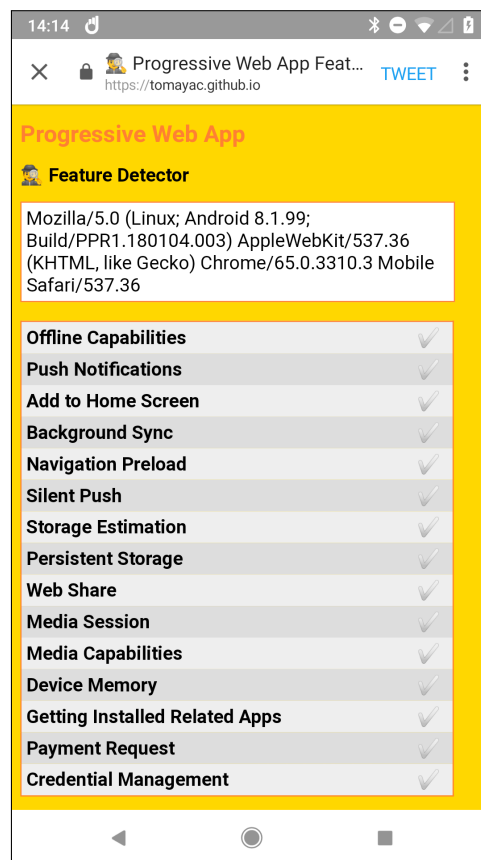 14:14
Progressive Web App Feat...
https://tomayac.github.io
TWEET
Progressive Web App
Feature Detector
Mozilla/5.0 (Linux; Android 8.1.99;
Build/PPR1.180104.003) AppleWebKit/537.36
(KHTML, like Gecko) Chrome/65.0.3310.3 Mobile
Safari/537.36
Offline Capabilities
Push Notifications
Add to Home Screen
Background Sync
Navigation Preload
Silent Push
Storage Estimation
Persistent Storage
Web Share
Media Session
Media Capabilities
Device Memory
Getting Installed Related Apps
Payment Request
Credential Management